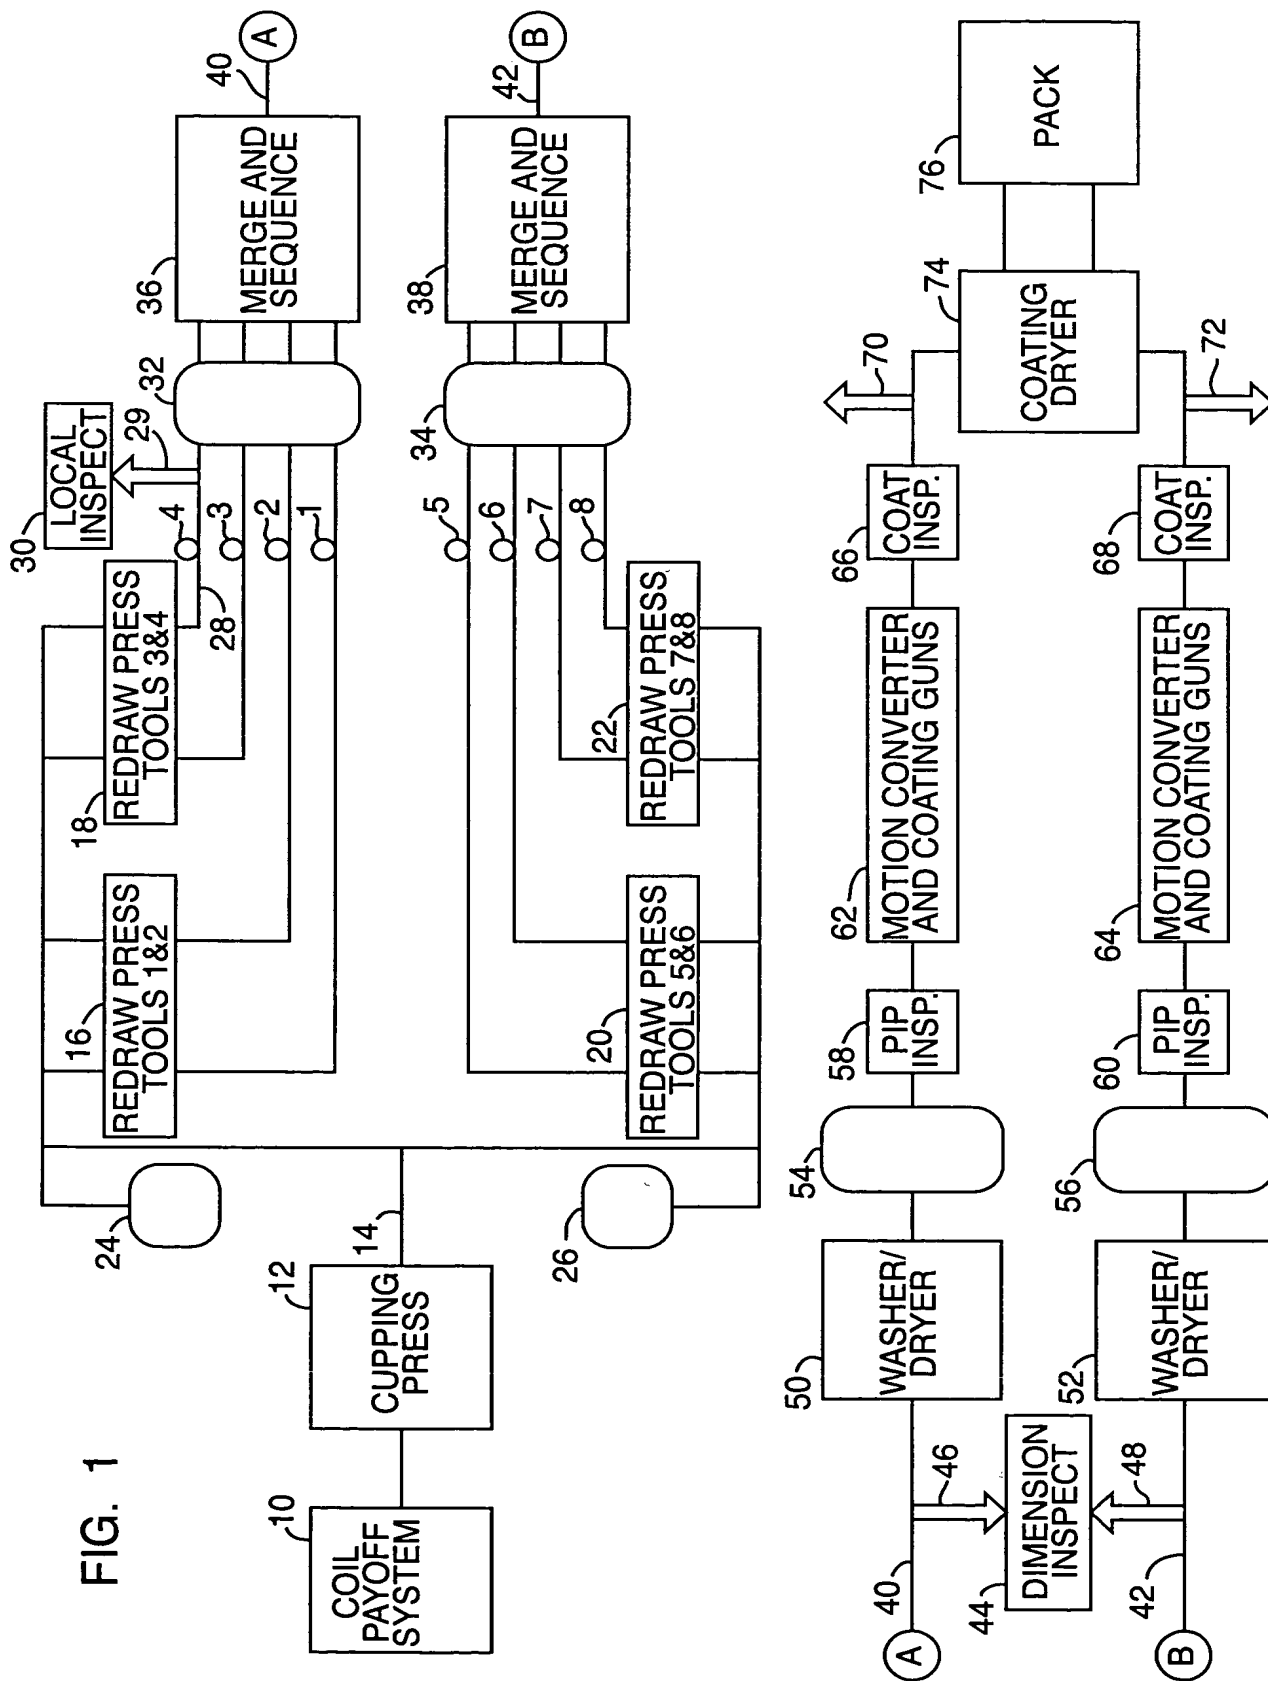 FIG. 1
10
COIL
PAYOFF
SYSTEM
12
CUPPING
PRESS
14
24
26
16
REDRAW PRESS
TOOLS 1&2
18
REDRAW PRESS
TOOLS 3&4
20
REDRAW PRESS
TOOLS 5&6
22
REDRAW PRESS
TOOLS 7&8
28
4
3
2
1
5
6
7
8
30
LOCAL
INSPECT
29
32
34
36
MERGE AND
SEQUENCE
38
MERGE AND
SEQUENCE
40
A
42
B
A
40
B
42
44
DIMENSION
INSPECT
46
48
50
WASHER/
DRYER
52
WASHER/
DRYER
54
56
58
PIP
INSP.
60
PIP
INSP.
62
MOTION CONVERTER
AND COATING GUNS
64
MOTION CONVERTER
AND COATING GUNS
66
COAT
INSP.
68
COAT
INSP.
70
72
74
COATING
DRYER
76
PACK